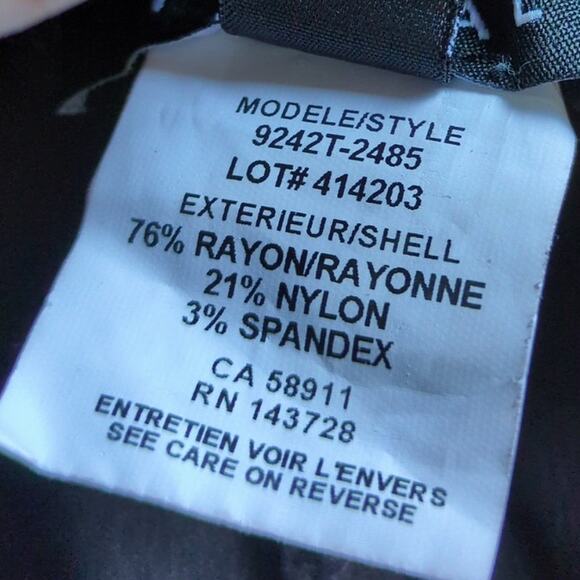 MODELE/STYLE
9242T-2485
LOT# 414203
EXTERIEUR/SHELL
76% RAYON/RAYONNE
21% NYLON
3% SPANDEX
CA 58911
RN 143728
ENTRETIEN VOIR L'ENVERS
SEE CARE ON REVERSE